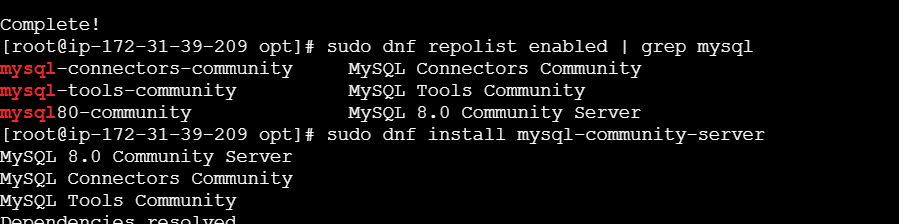 Complete!
[root@ip-172-31-39-209 opt]# sudo dnf repolist enabled | grep mysql
mysql-connectors-community     MySQL Connectors Community
mysql-tools-community          MySQL Tools Community
mysql80-community              MySQL 8.0 Community Server
[root@ip-172-31-39-209 opt]# sudo dnf install mysql-community-server
MySQL 8.0 Community Server
MySQL Connectors Community
MySQL Tools Community
Dependencies resolved